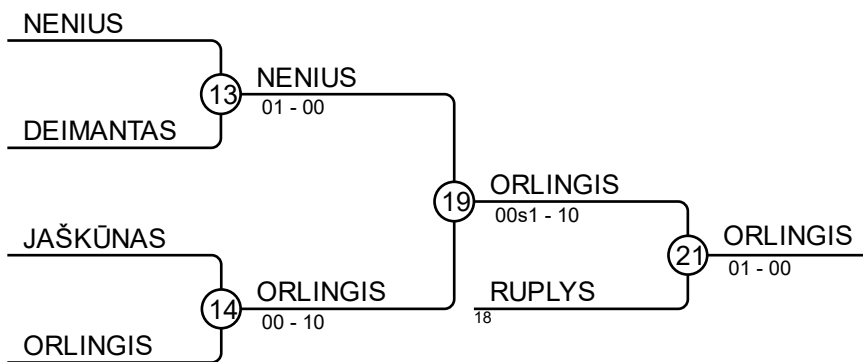 NENIUS
13
NENIUS
01 - 00
DEIMANTAS
19
ORLINGIS
00s1 - 10
JAŠKŪNAS
21
ORLINGIS
01 - 00
14
ORLINGIS
00 - 10
RUPLYS
18
ORLINGIS